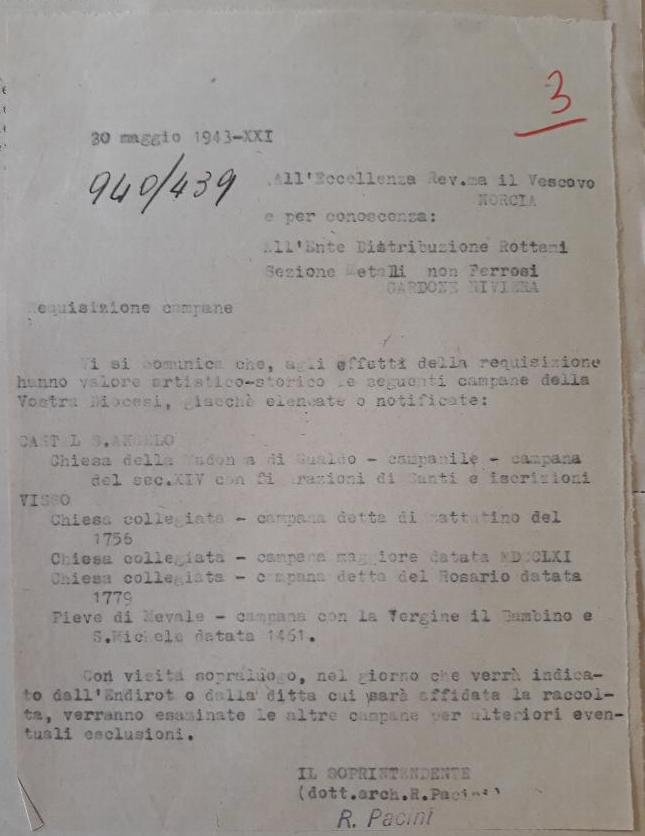 3
30 maggio 1943-XXI
940/439
All'Eccellenza Rev.ma il Vescovo
NORCIA
e per conoscenza:
All'Ente Distribuzione Rottami
Sezione Metalli non Ferrosi
GARDONE RIVIERA
Requisizione campane
Vi si comunica che, agli effetti della requisizione
hanno valore artistico-storico le seguenti campane della
Vostra Diocesi, giacchè elencate o notificate:
CASTEL S.ANGELO
Chiesa della Madonna di Gualdo - campanile - campana
del sec.XIV con figurazioni di Santi e iscrizioni
VISSO
Chiesa collegiata - campana detta di mattutino del
1756
Chiesa collegiata - campana maggiore datata MDCCLXI
Chiesa collegiata - campana detta del Rosario datata
1779
Pieve di Mevale - campana con la Vergine il Bambino e
S.Michele datata 1461.
Con visita sopraluogo, nel giorno che verrà indica-
to dall'Endirot o dalla ditta cui sarà affidata la raccol-
ta, verranno esaminate le altre campane per ulteriori even-
tuali esclusioni.
IL SOPRINTENDENTE
(dott.arch.R.Pacini)
R. Pacini